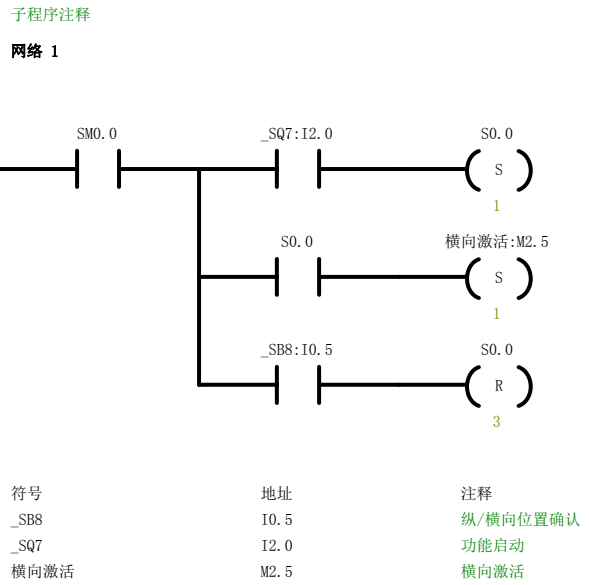 子程序注释
网络 1
SM0.0 _SQ7:I2.0 S0.0
S
1
S0.0 横向激活:M2.5
S
1
_SB8:I0.5 S0.0
R
3
符号 地址 注释
_SB8 I0.5 纵/横向位置确认
_SQ7 I2.0 功能启动
横向激活 M2.5 横向激活